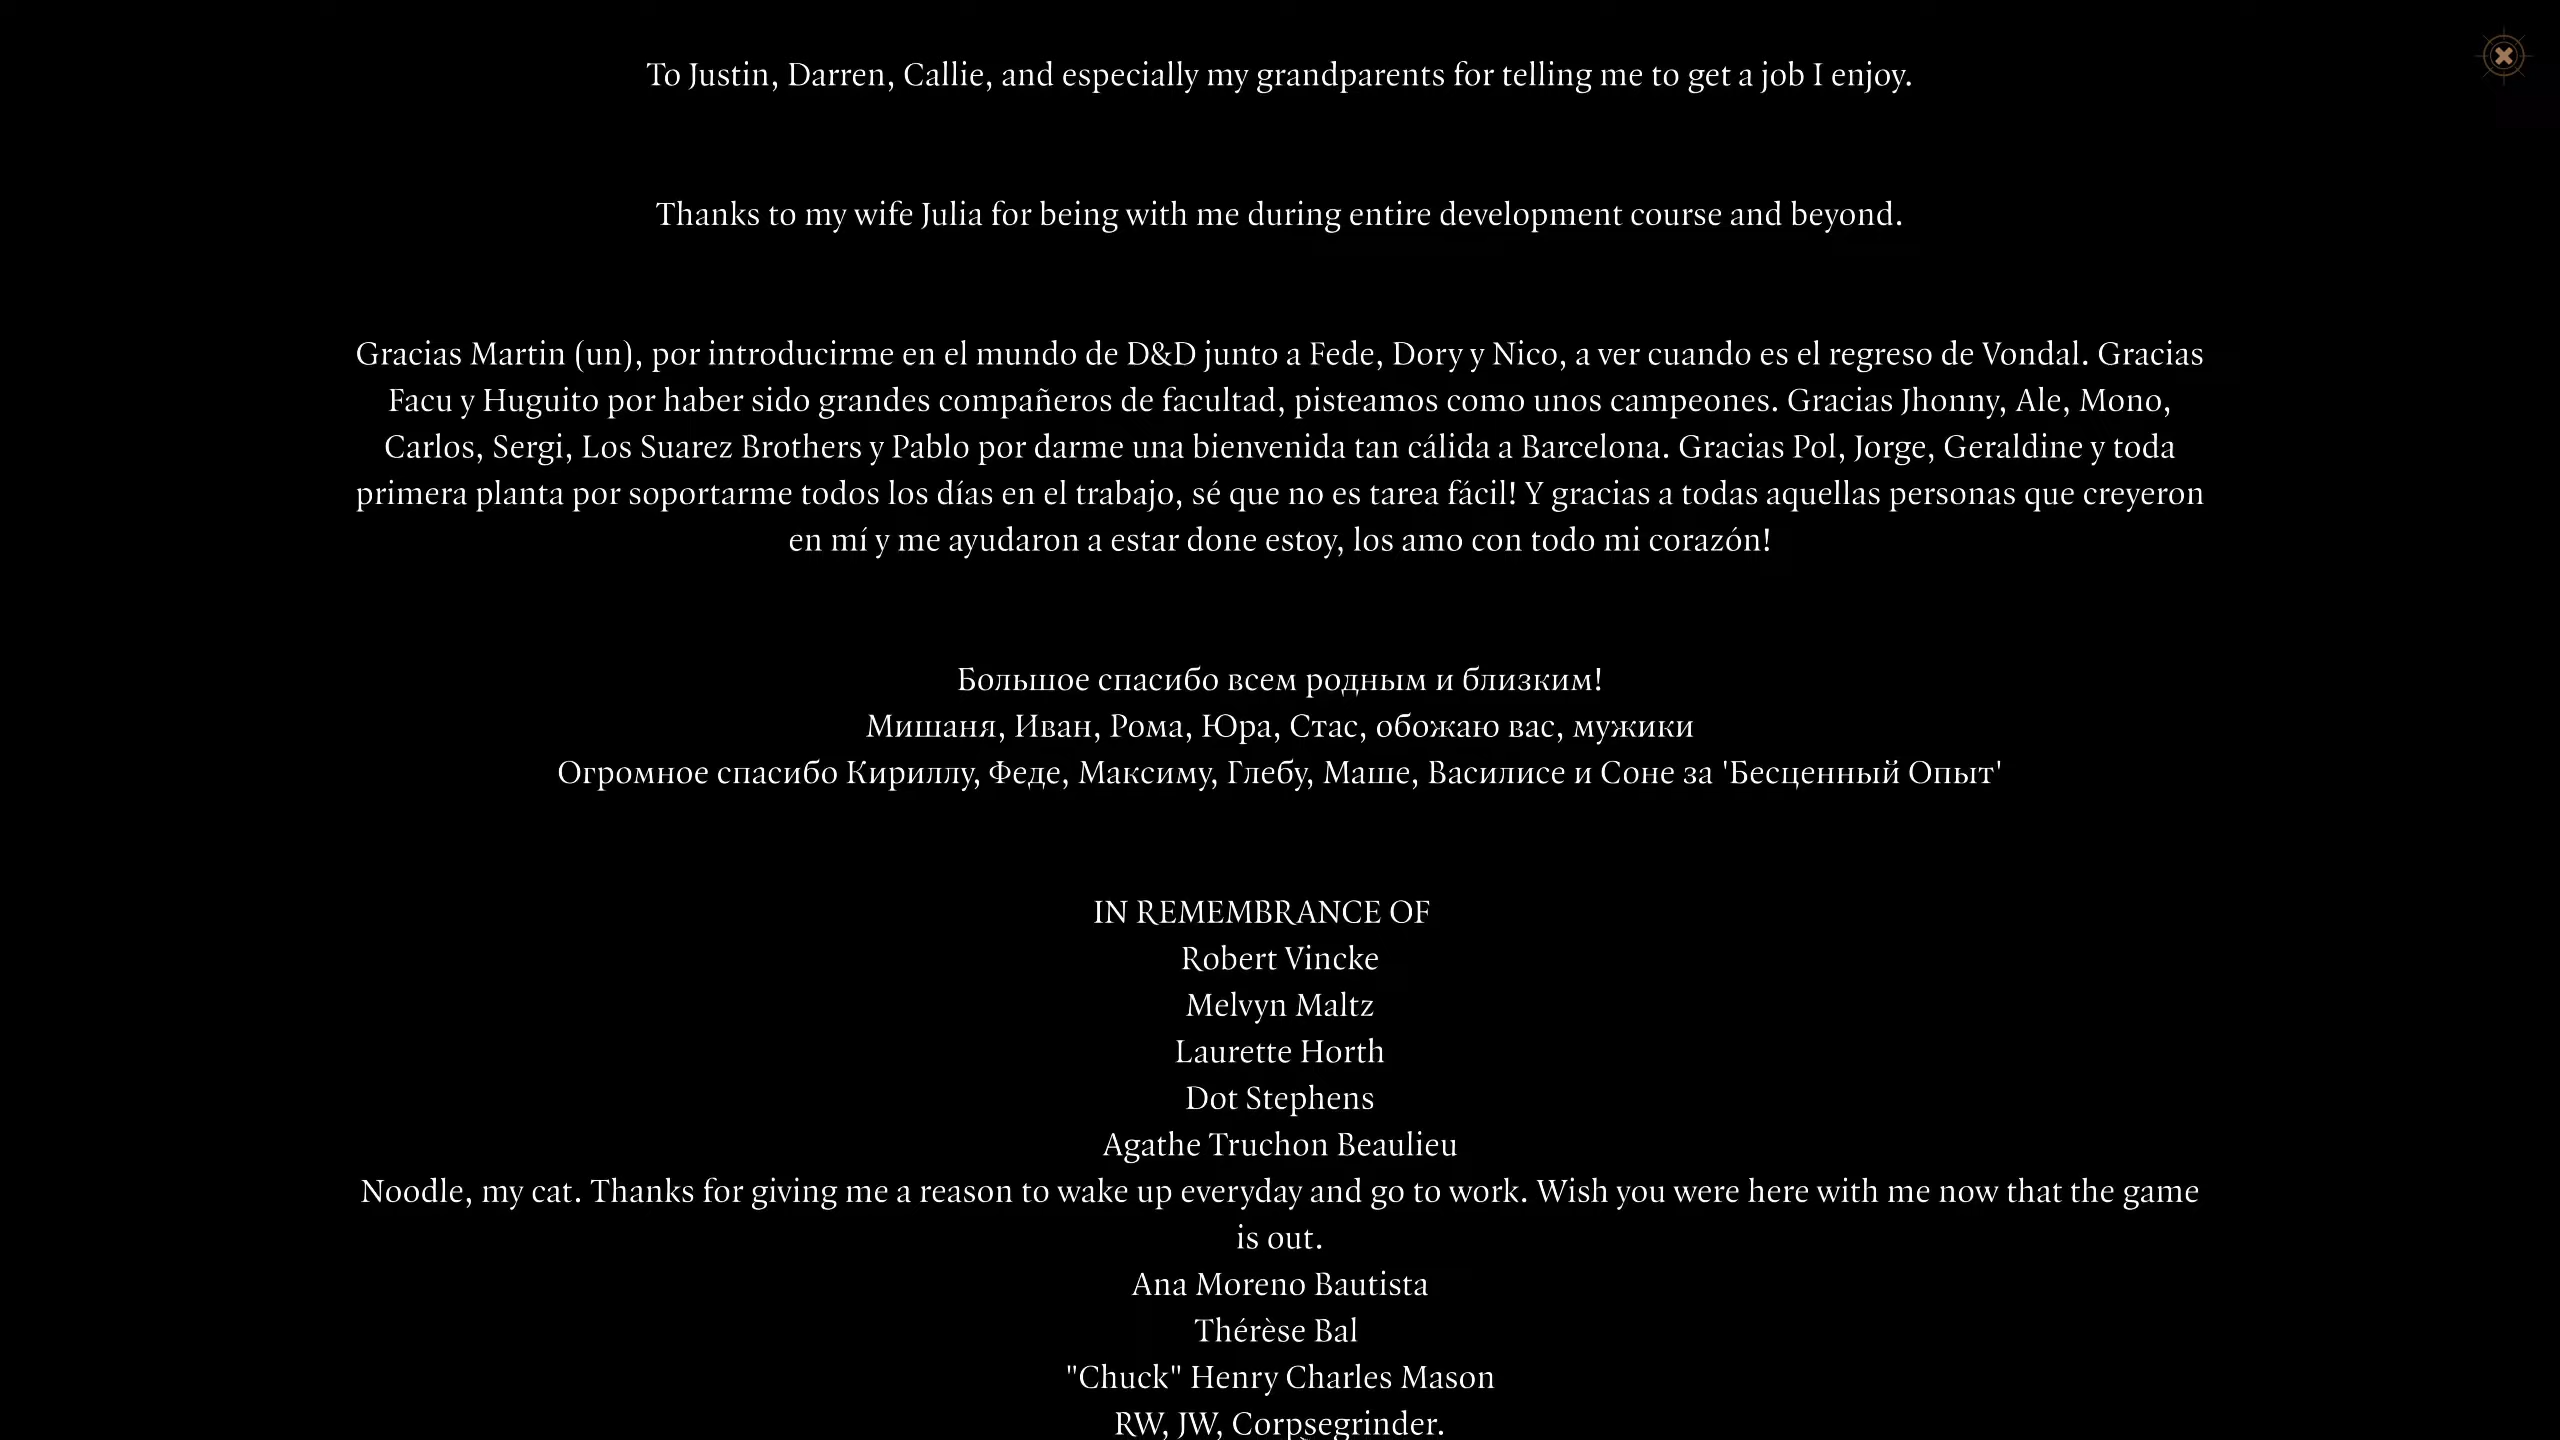 To Justin, Darren, Callie, and especially my grandparents for telling me to get a job I enjoy.
Thanks to my wife Julia for being with me during entire development course and beyond.
Gracias Martin (un), por introducirme en el mundo de D&D junto a Fede, Dory y Nico, a ver cuando es el regreso de Vondal. Gracias
Facu y Huguito por haber sido grandes compañeros de facultad, pisteamos como unos campeones. Gracias Jhonny, Ale, Mono,
Carlos, Sergi, Los Suarez Brothers y Pablo por darme una bienvenida tan cálida a Barcelona. Gracias Pol, Jorge, Geraldine y toda
primera planta por soportarme todos los días en el trabajo, sé que no es tarea fácil! Y gracias a todas aquellas personas que creyeron
en mí y me ayudaron a estar done estoy, los amo con todo mi corazón!
Большое спасибо всем родным и близким!
Мишаня, Иван, Рома, Юра, Стас, обожаю вас, мужики
Огромное спасибо Кириллу, Феде, Максиму, Глебу, Маше, Василисе и Соне за 'Бесценный Опыт'
IN REMEMBRANCE OF
Robert Vincke
Melvyn Maltz
Laurette Horth
Dot Stephens
Agathe Truchon Beaulieu
Noodle, my cat. Thanks for giving me a reason to wake up everyday and go to work. Wish you were here with me now that the game
is out.
Ana Moreno Bautista
Thérèse Bal
"Chuck" Henry Charles Mason
RW, JW, Corpsegrinder.